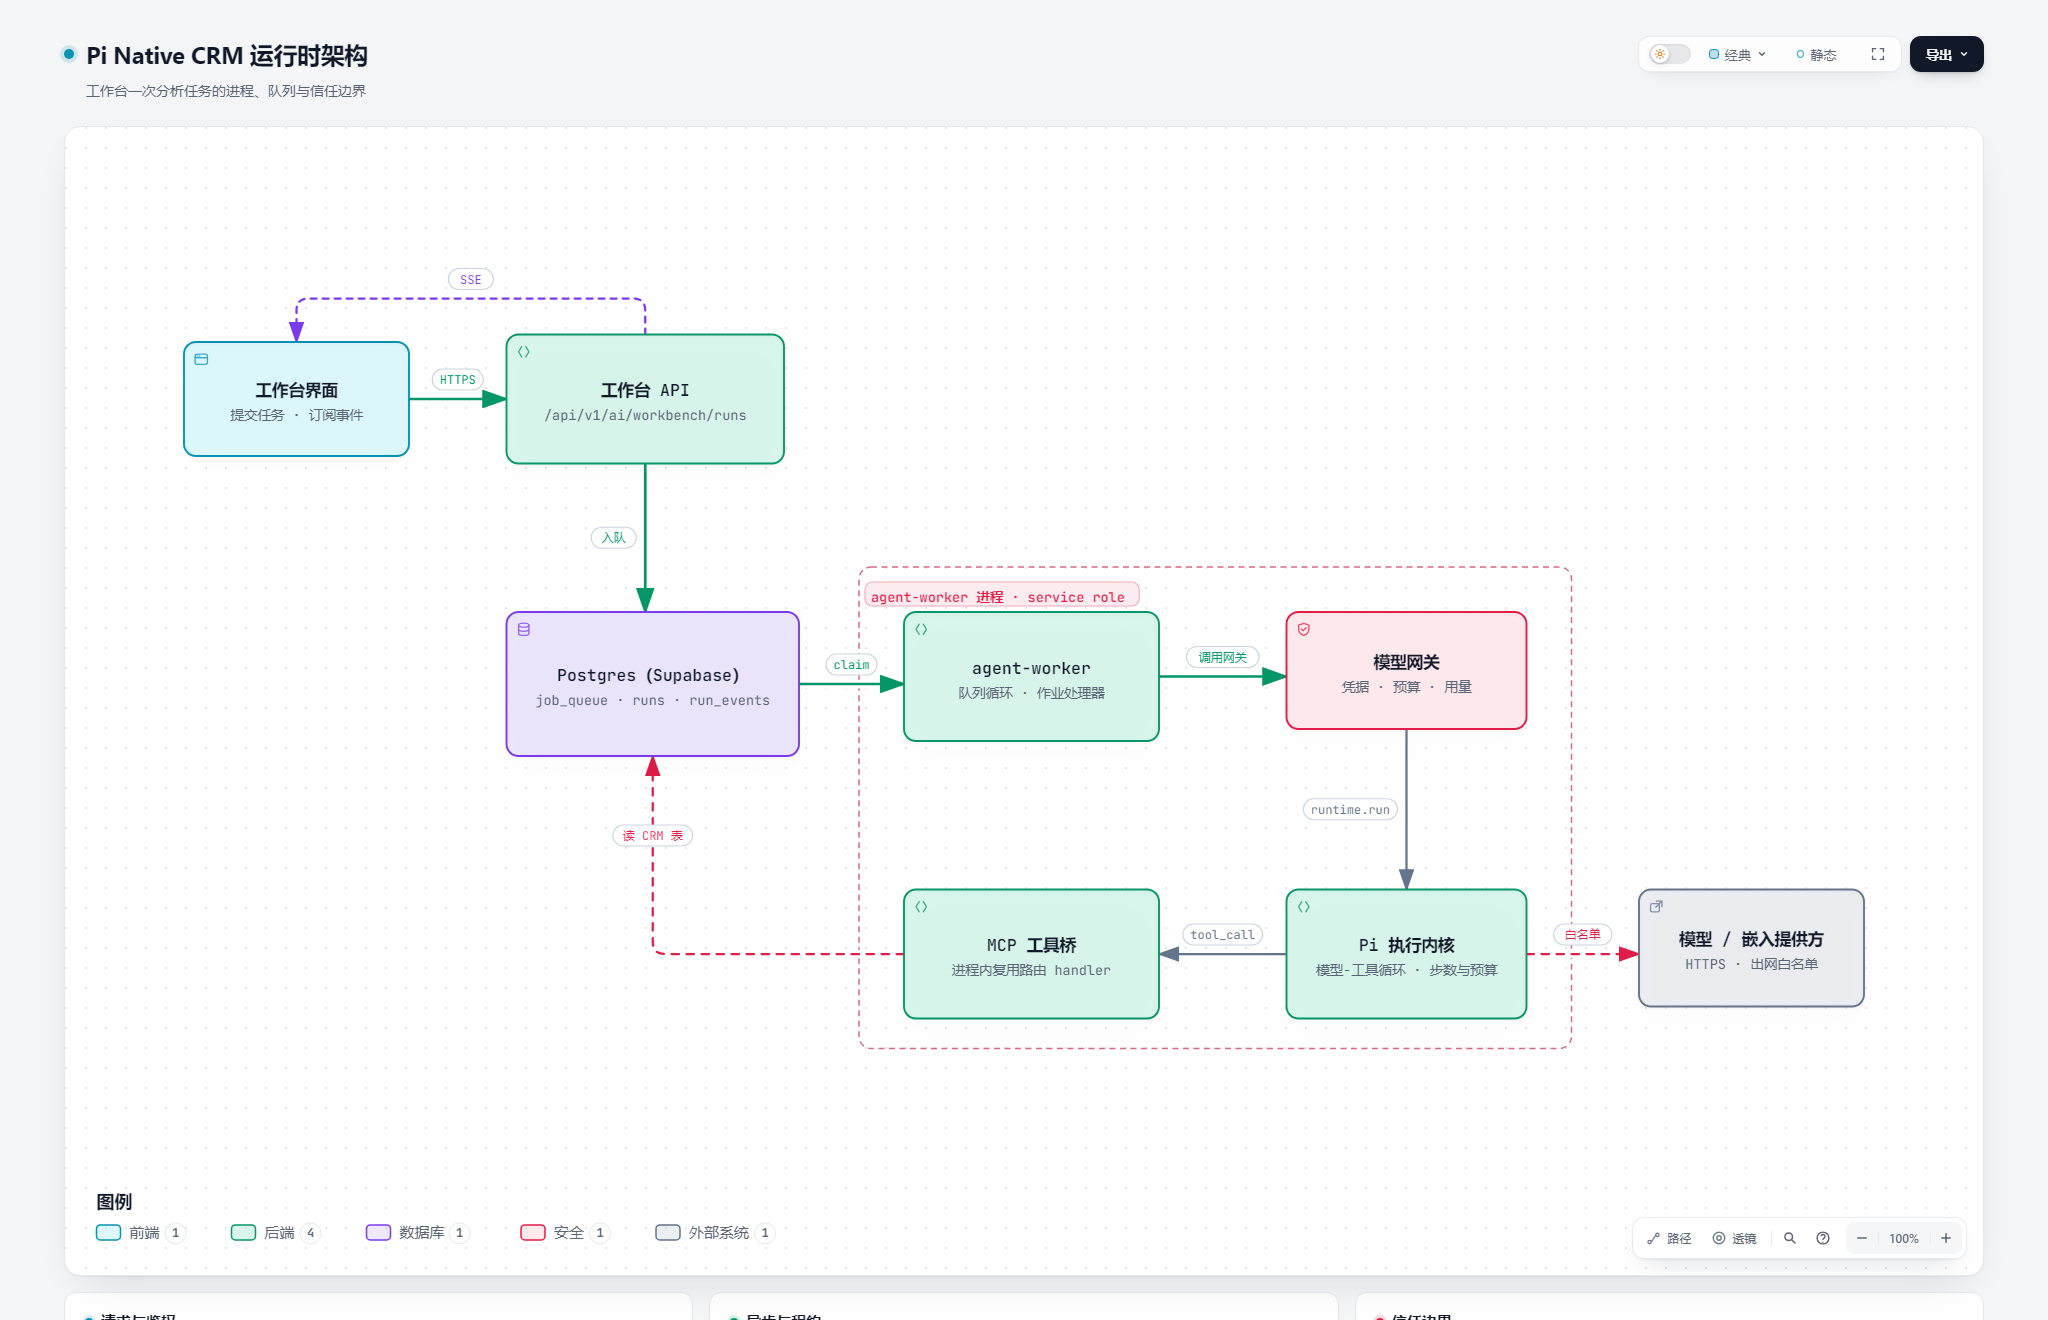 Pi Native CRM 运行时架构
工作台一次分析任务的进程、队列与信任边界
经典
静态
导出
SSE
工作台界面
提交任务 · 订阅事件
HTTPS
工作台 API
/api/v1/ai/workbench/runs
入队
agent-worker 进程 · service role
Postgres (Supabase)
job_queue · runs · run_events
claim
agent-worker
队列循环 · 作业处理器
调用网关
模型网关
凭据 · 预算 · 用量
runtime.run
读 CRM 表
MCP 工具桥
进程内复用路由 handler
tool_call
Pi 执行内核
模型-工具循环 · 步数与预算
白名单
模型 / 嵌入提供方
HTTPS · 出网白名单
图例
前端 1
后端 4
数据库 1
安全 1
外部系统 1
路径
透镜
100%
请求与鉴权
信任边界